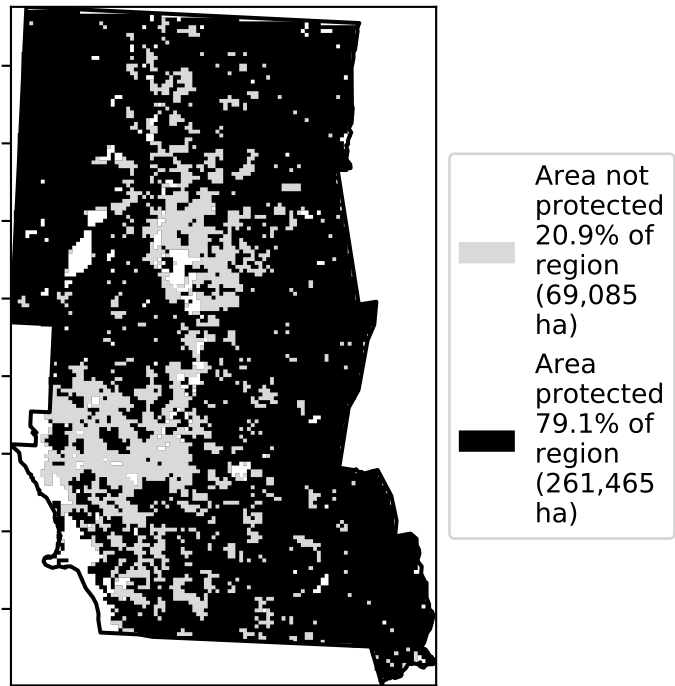 Area not
protected
20.9% of
region
(69,085
ha)
Area
protected
79.1% of
region
(261,465
ha)